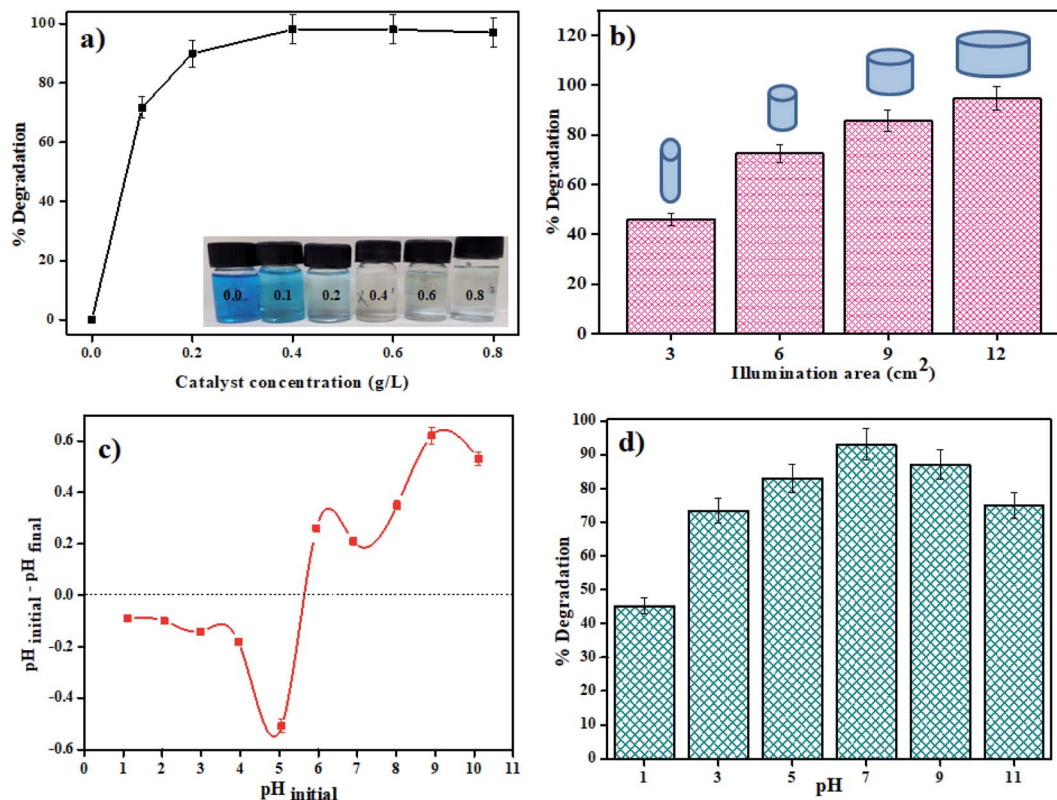 a)
% Degradation
100
80
60
40
20
0
0.0 0.1 0.2 0.4 0.6 0.8
0.0 0.2 0.4 0.6 0.8
Catalyst concentration (g/L)
b)
% Degradation
120
100
80
60
40
20
0
3 6 9 12
Illumination area (cm²)
c)
pH initial - pH final
0.6
0.4
0.2
0.0
-0.2
-0.4
-0.6
0 1 2 3 4 5 6 7 8 9 10 11
pH initial
d)
% Degradation
100
90
80
70
60
50
40
30
20
10
0
1 3 5 7 9 11
pH